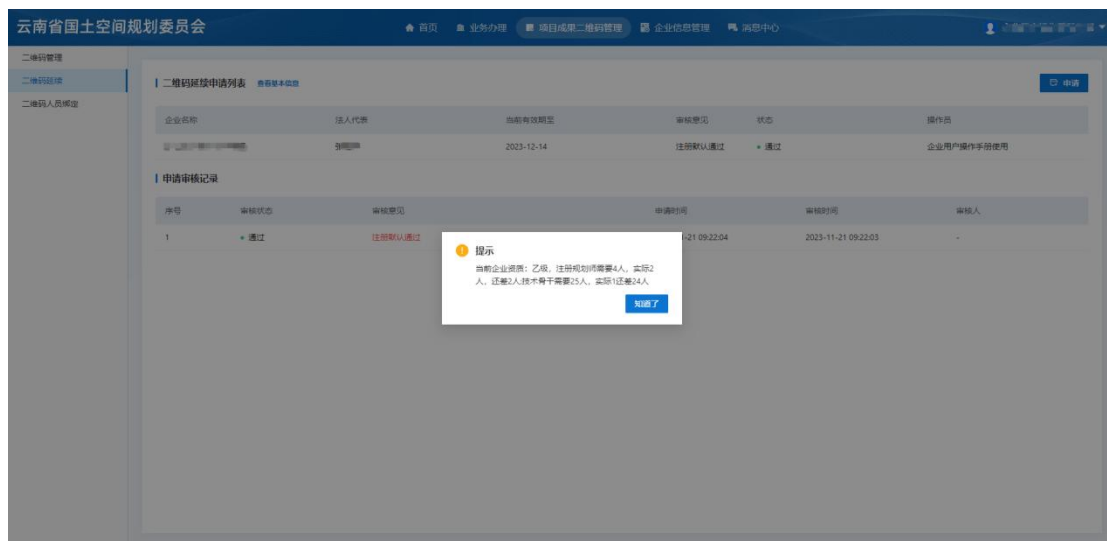 云南省国土空间规划委员会
首页 业务办理 项目成果二维码管理 企业信息管理 消息中心
二维码管理
二维码延续
二维码人员绑定
二维码延续申请列表 查看基本信息 申请
企业名称 法人代表 当前有效期至 审核意见 状态 操作员
2023-12-14 注册默认通过 通过 企业用户操作手册使用
申请审核记录
序号 审核状态 审核意见 申请时间 审核时间 审核人
1 通过 注册默认通过 -21 09:22:04 2023-11-21 09:22:03 -
提示
当前企业资质：乙级，注册规划师需要4人，实际2
人，还差2人;技术骨干需要25人，实际1还差24人
知道了